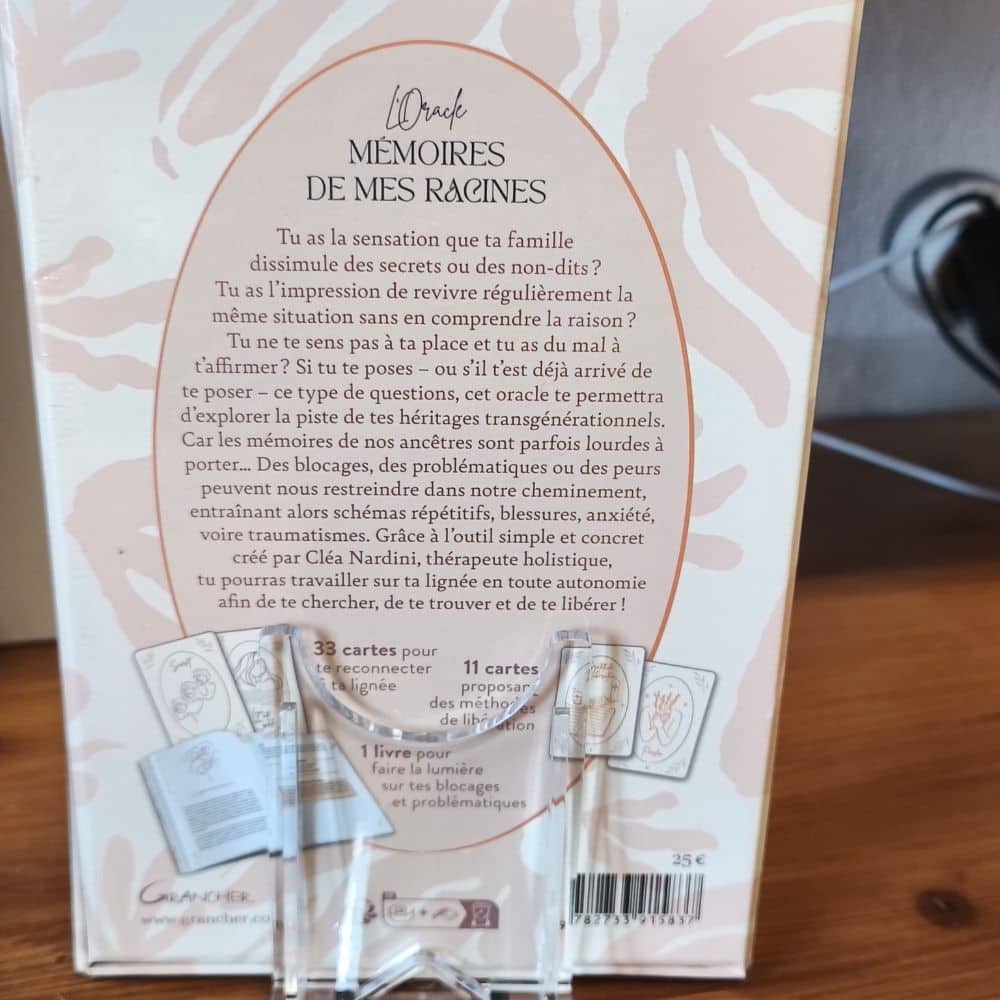 L'Oracle
MÉMOIRES
DE MES RACINES
Tu as la sensation que ta famille
dissimule des secrets ou des non-dits ?
Tu as l'impression de revivre régulièrement la
même situation sans en comprendre la raison ?
Tu ne te sens pas à ta place et tu as du mal à
t'affirmer ? Si tu te poses – ou s'il t'est déjà arrivé de
te poser – ce type de questions, cet oracle te permettra
d'explorer la piste de tes héritages transgénérationnels.
Car les mémoires de nos ancêtres sont parfois lourdes à
porter... Des blocages, des problématiques ou des peurs
peuvent nous restreindre dans notre cheminement,
entraînant alors schémas répétitifs, blessures, anxiété,
voire traumatismes. Grâce à l'outil simple et concret
créé par Cléa Nardini, thérapeute holistique,
tu pourras travailler sur ta lignée en toute autonomie
afin de te chercher, de te trouver et de te libérer !
33 cartes pour
te reconnecter
à ta lignée
11 cartes
proposant
des méthodes
de libération
1 livre pour
faire la lumière
sur tes blocages
et problématiques
25 €
GRANCHER
www.grancher.co
9 782733 915837